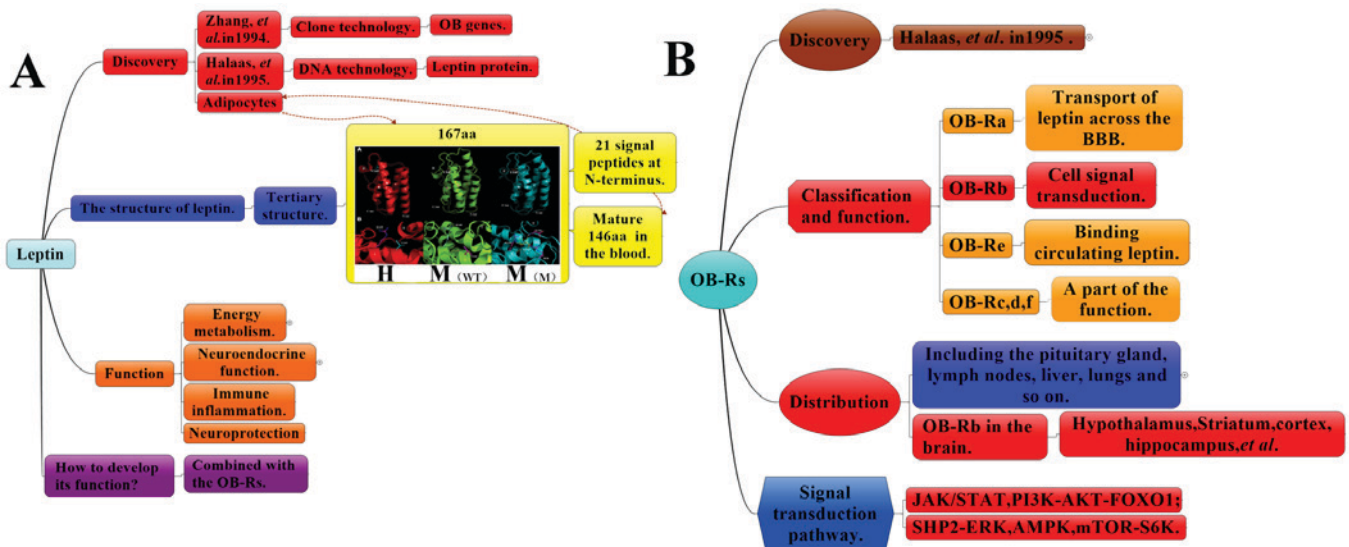 A
Leptin
Discovery
Zhang, et
al.in1994.
Clone technology.
OB genes.
Halaas, et
al.in1995.
DNA technology.
Leptin protein.
Adipocytes
The structure of leptin.
Tertiary
structure.
167aa
H
M (WT)
M (M)
21 signal
peptides at
N-terminus.
Mature
146aa in
the blood.
Function
Energy
metabolism.
Neuroendocrine
function.
Immune
inflammation.
Neuroprotection
How to develop
its function?
Combined with
the OB-Rs.
B
OB-Rs
Discovery
Halaas, et al. in1995 .
Classification
and function.
OB-Ra
Transport of
leptin across the
BBB.
OB-Rb
Cell signal
transduction.
OB-Re
Binding
circulating leptin.
OB-Rc,d,f
A part of the
function.
Distribution
Including the pituitary gland,
lymph nodes, liver, lungs and
so on.
OB-Rb in the
brain.
Hypothalamus,Striatum,cortex,
hippocampus,et al.
Signal
transduction
pathway.
JAK/STAT,PI3K-AKT-FOXO1;
SHP2-ERK,AMPK,mTOR-S6K.